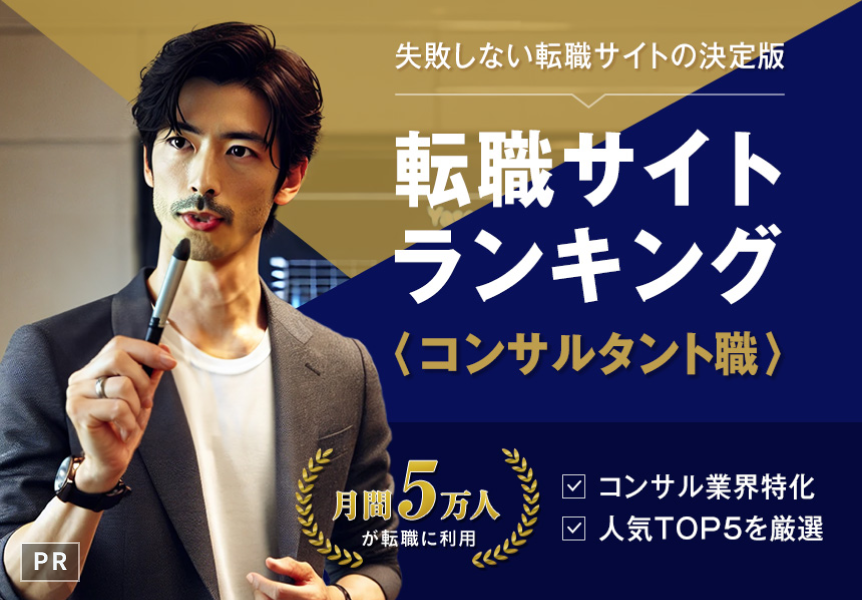 失敗しない転職サイトの決定版
転職サイト
ランキング
〈コンサルタント職〉
月間5万人
が転職に利用
コンサル業界特化
人気TOP5を厳選
PR